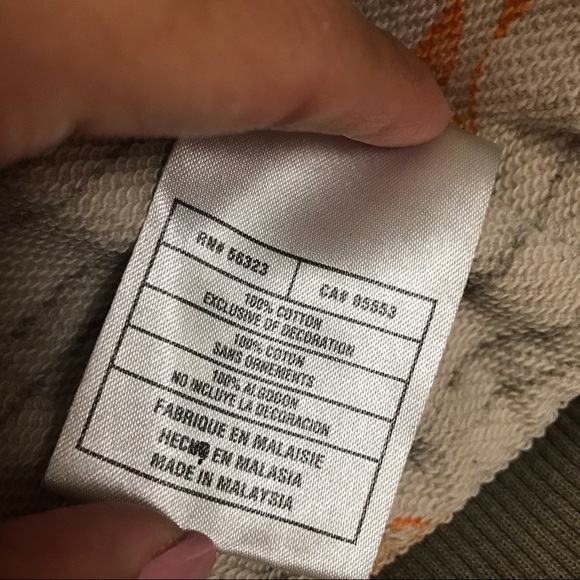 RN# 56323 CA# 05553
100% COTTON
EXCLUSIVE OF DECORATION
100% COTON
SANS ORNEMENTS
100% ALGODON
NO INCLUYE LA DECORACION
FABRIQUE EN MALAISIE
HECHO EN MALASIA
MADE IN MALAYSIA